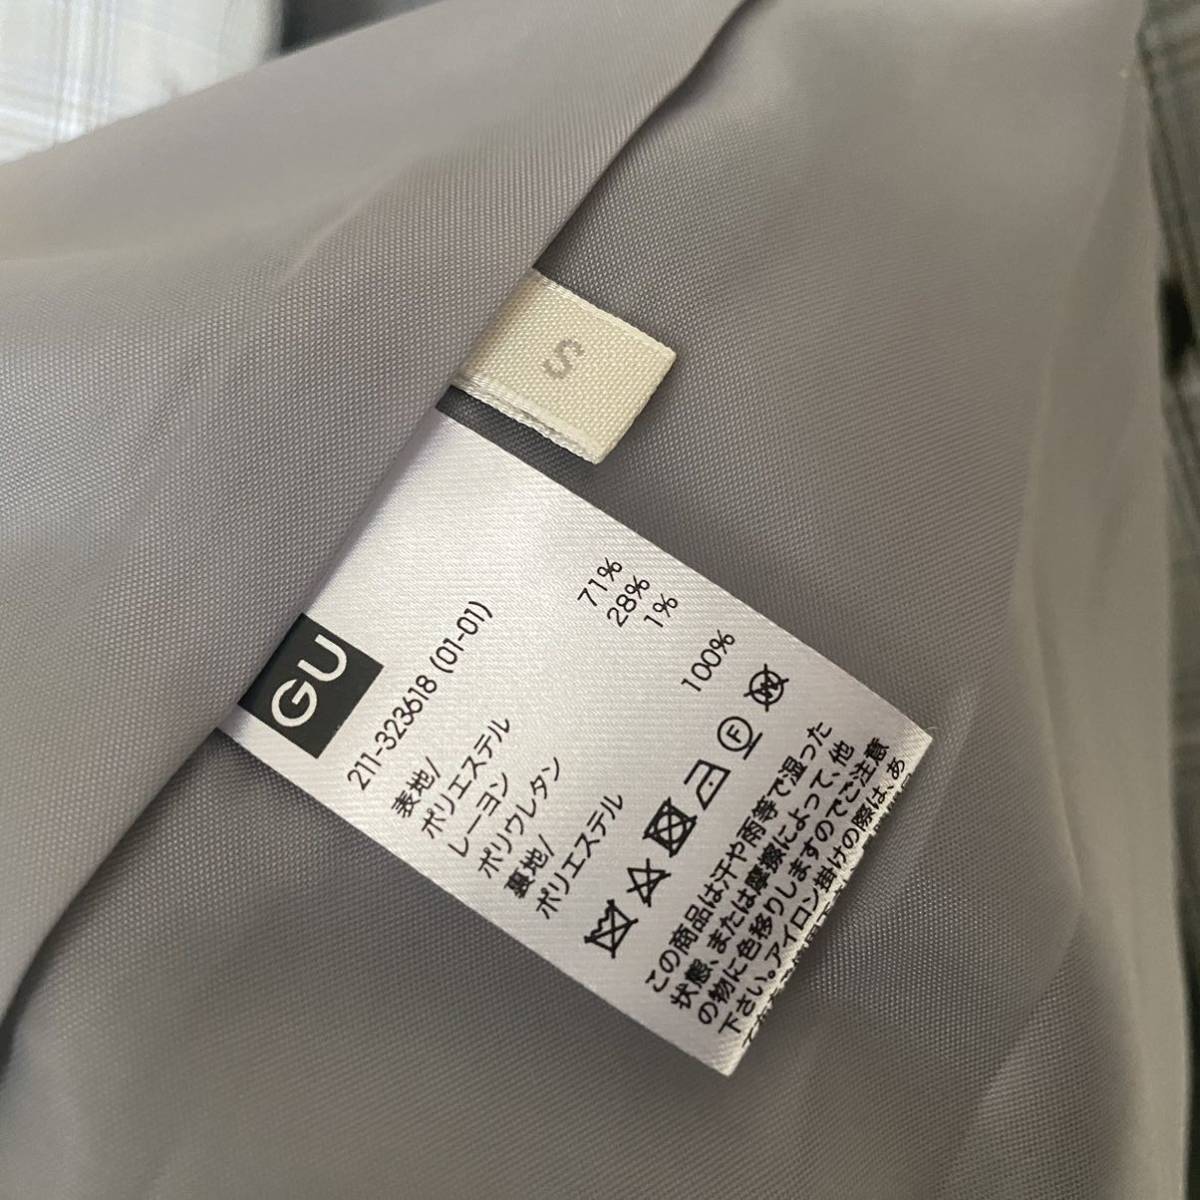 S
GU
211-323618 (01-01)
表地/
ポリエステル 71%
レーヨン 28%
ポリウレタン 1%
裏地/
ポリエステル 100%
F
W
この商品は汗や雨等で湿った
状態、または摩擦によって、他
の物に色移りしますのでご注意
下さい。アイロン掛けの際は、あ